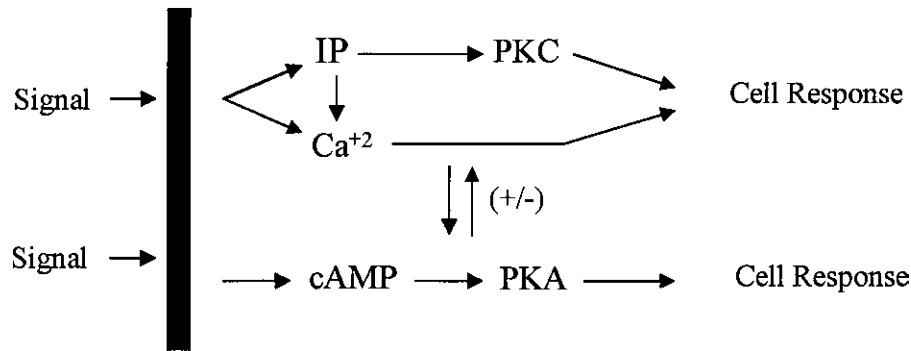 IP PKC
Signal Cell Response
Ca+2
(+/-)
Signal
cAMP PKA Cell Response